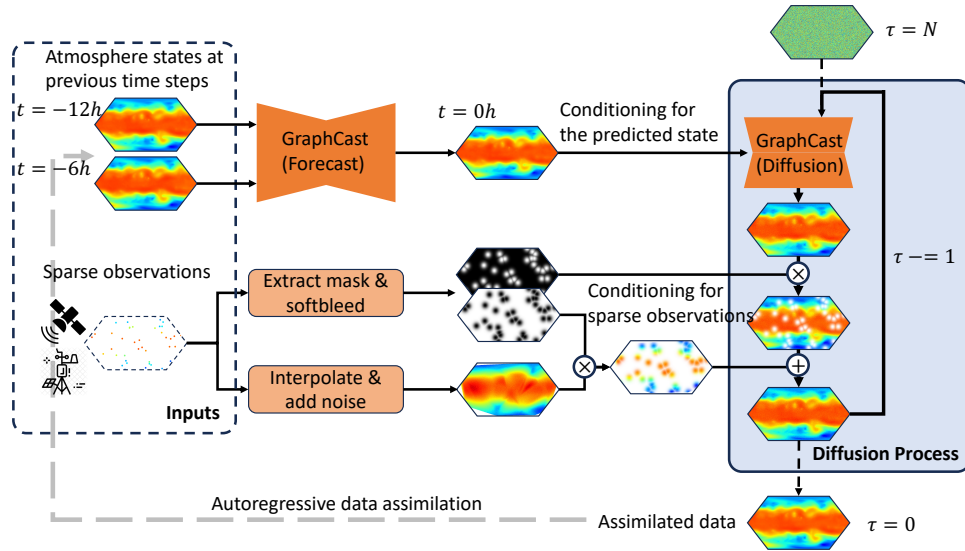 τ = N
Atmosphere states at
previous time steps
t = −12h
t = −6h
GraphCast
(Forecast)
t = 0h
Conditioning for
the predicted state
GraphCast
(Diffusion)
τ −= 1
Sparse observations
Extract mask &
softbleed
Conditioning for
sparse observations
×
×
+
Interpolate &
add noise
Inputs
Diffusion Process
Autoregressive data assimilation
Assimilated data
τ = 0